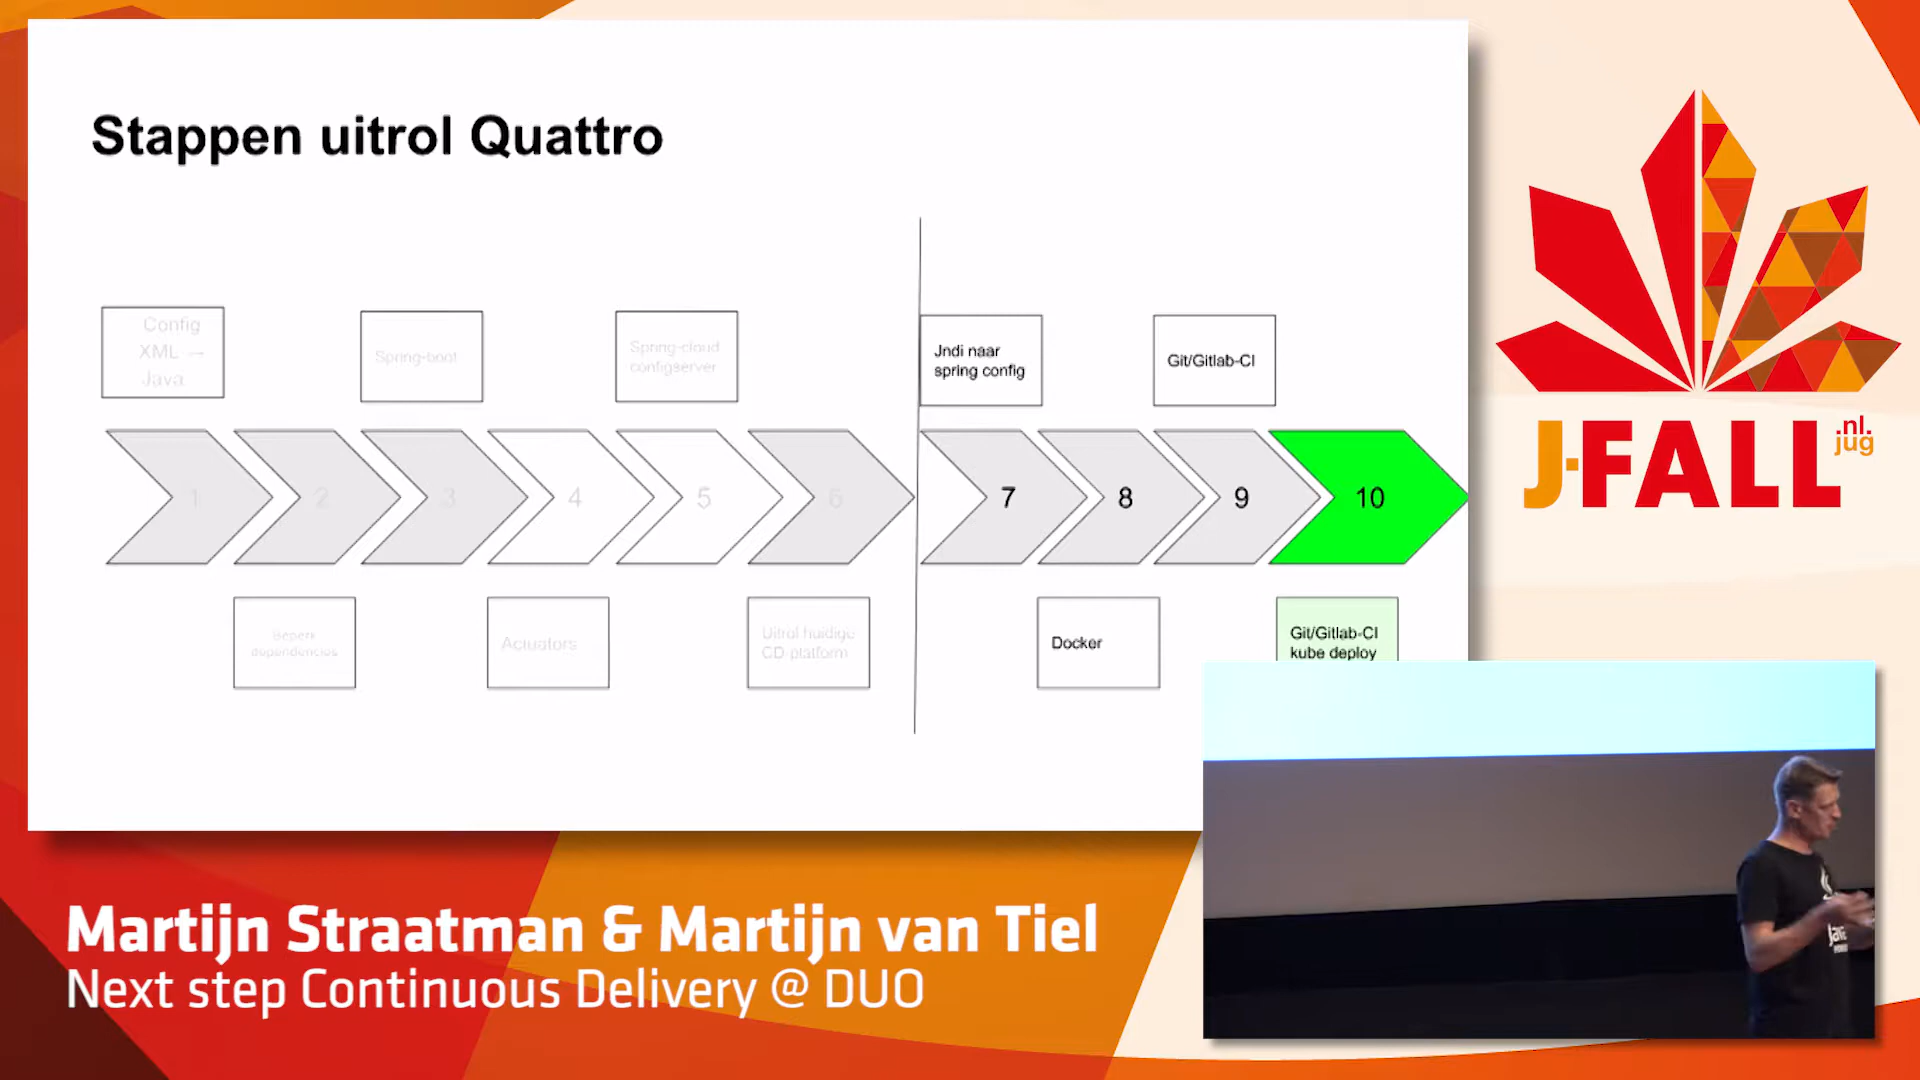 Stappen uitrol Quattro
Config
XML →
Java
Spring-boot
Spring-cloud
configserver
Jndi naar
spring config
Git/Gitlab-CI
1
2
3
4
5
6
7
8
9
10
Beperk
dependencies
Actuators
Uitrol huidige
CD-platform
Docker
Git/Gitlab-CI
kube deploy
J-FALL
.nl.
jug
Martijn Straatman & Martijn van Tiel
Next step Continuous Delivery @ DUO